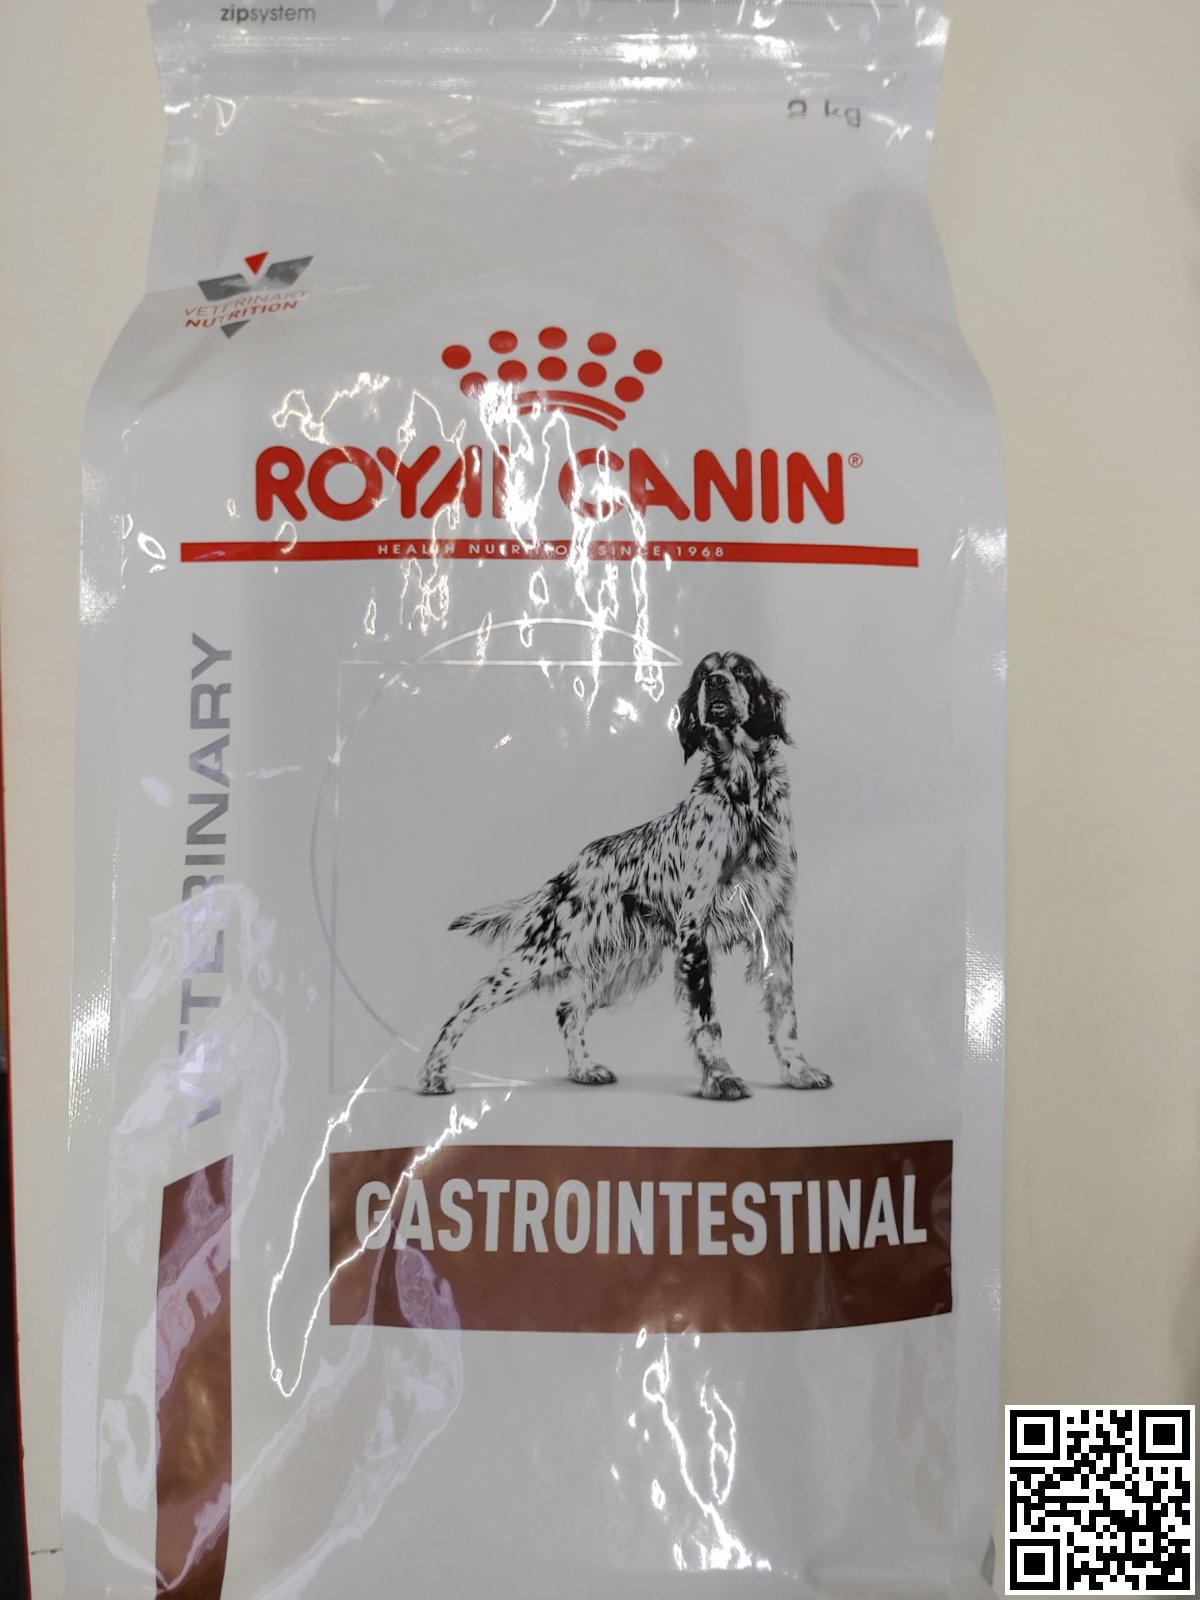 zipsystem
2 kg
VETERINARY
NUTRITION
ROYAL CANIN®
HEALTH NUTRITION SINCE 1968
VETERINARY
GASTROINTESTINAL